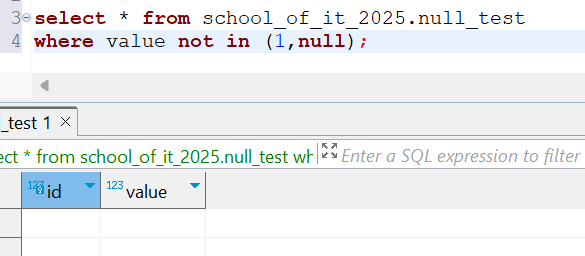 3 select * from school_of_it_2025.null_test
4 where value not in (1,null);
_test 1
ect * from school_of_it_2025.null_test wh Enter a SQL expression to filter
123 id 123 value